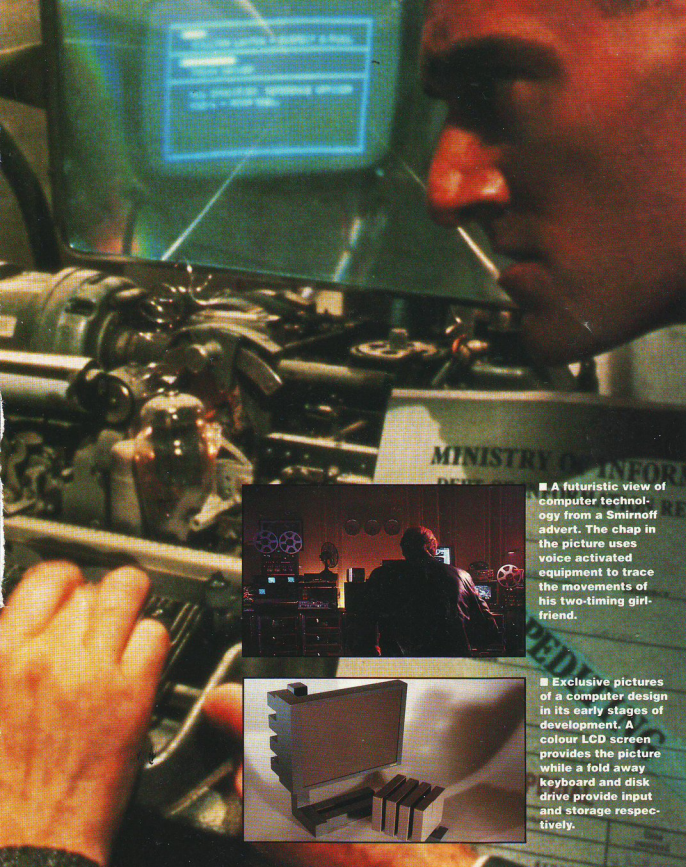 MINISTRY OF INFOR
■ A futuristic view of
computer technol-
ogy from a Smirnoff
advert. The chap in
the picture uses
voice activated
equipment to trace
the movements of
his two-timing girl-
friend.
■ Exclusive pictures
of a computer design
in its early stages of
development. A
colour LCD screen
provides the picture
while a fold away
keyboard and disk
drive provide input
and storage respec-
tively.